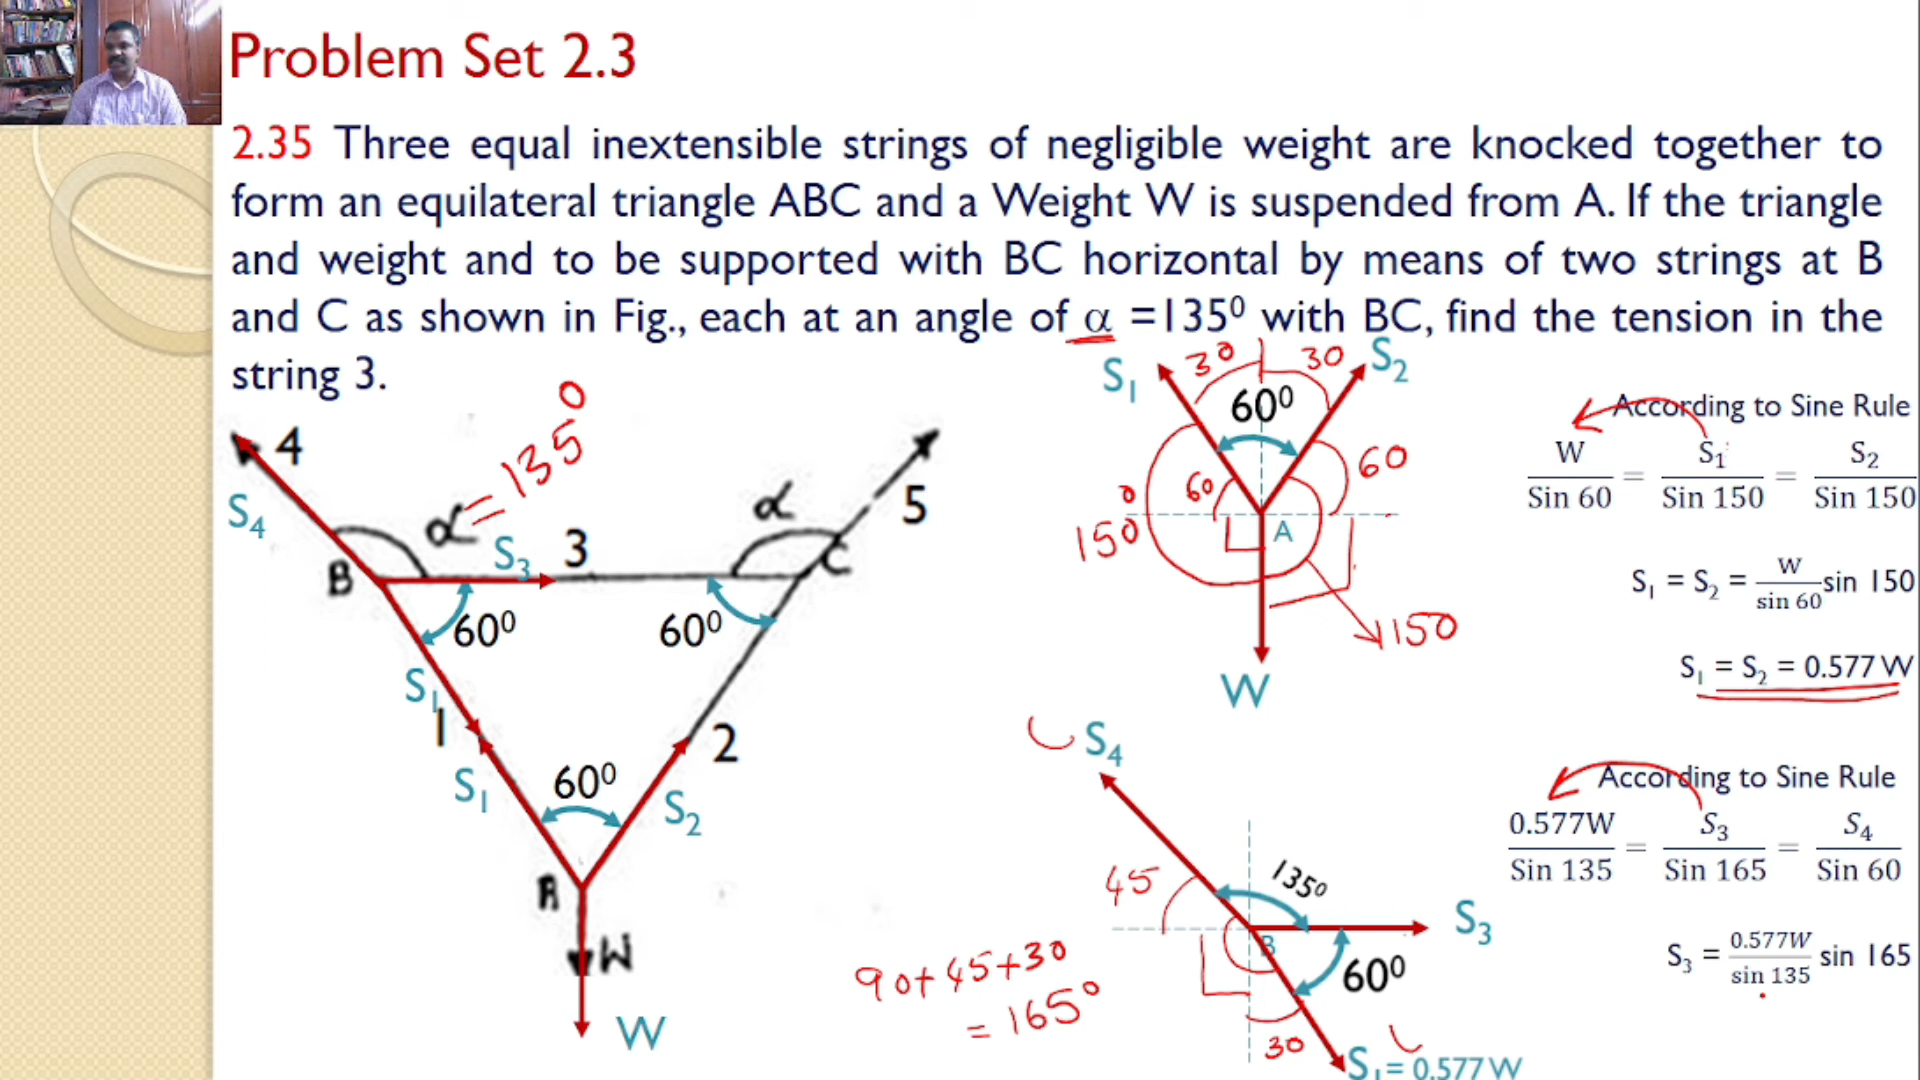 Problem Set 2.3
2.35 Three equal inextensible strings of negligible weight are knocked together to
form an equilateral triangle ABC and a Weight W is suspended from A. If the triangle
and weight and to be supported with BC horizontal by means of two strings at B
and C as shown in Fig., each at an angle of α =135⁰ with BC, find the tension in the
string 3.
4
S₄
α = 135⁰
B
S₃
3
α
C
5
60⁰
60⁰
S₁
1
S₁
60⁰
2
S₂
A
W
W
S₁
30
30
S₂
60⁰
60
60
150⁰
A
150
W
According to Sine Rule
W/Sin 60 = S₁/Sin 150 = S₂/Sin 150
S₁ = S₂ = W/sin 60 sin 150
S₁ = S₂ = 0.577 W
S₄
45
135⁰
S₃
B
60⁰
90+45+30
= 165⁰
30
S₁= 0.577 W
According to Sine Rule
0.577W/Sin 135 = S₃/Sin 165 = S₄/Sin 60
S₃ = 0.577W/sin 135 sin 165